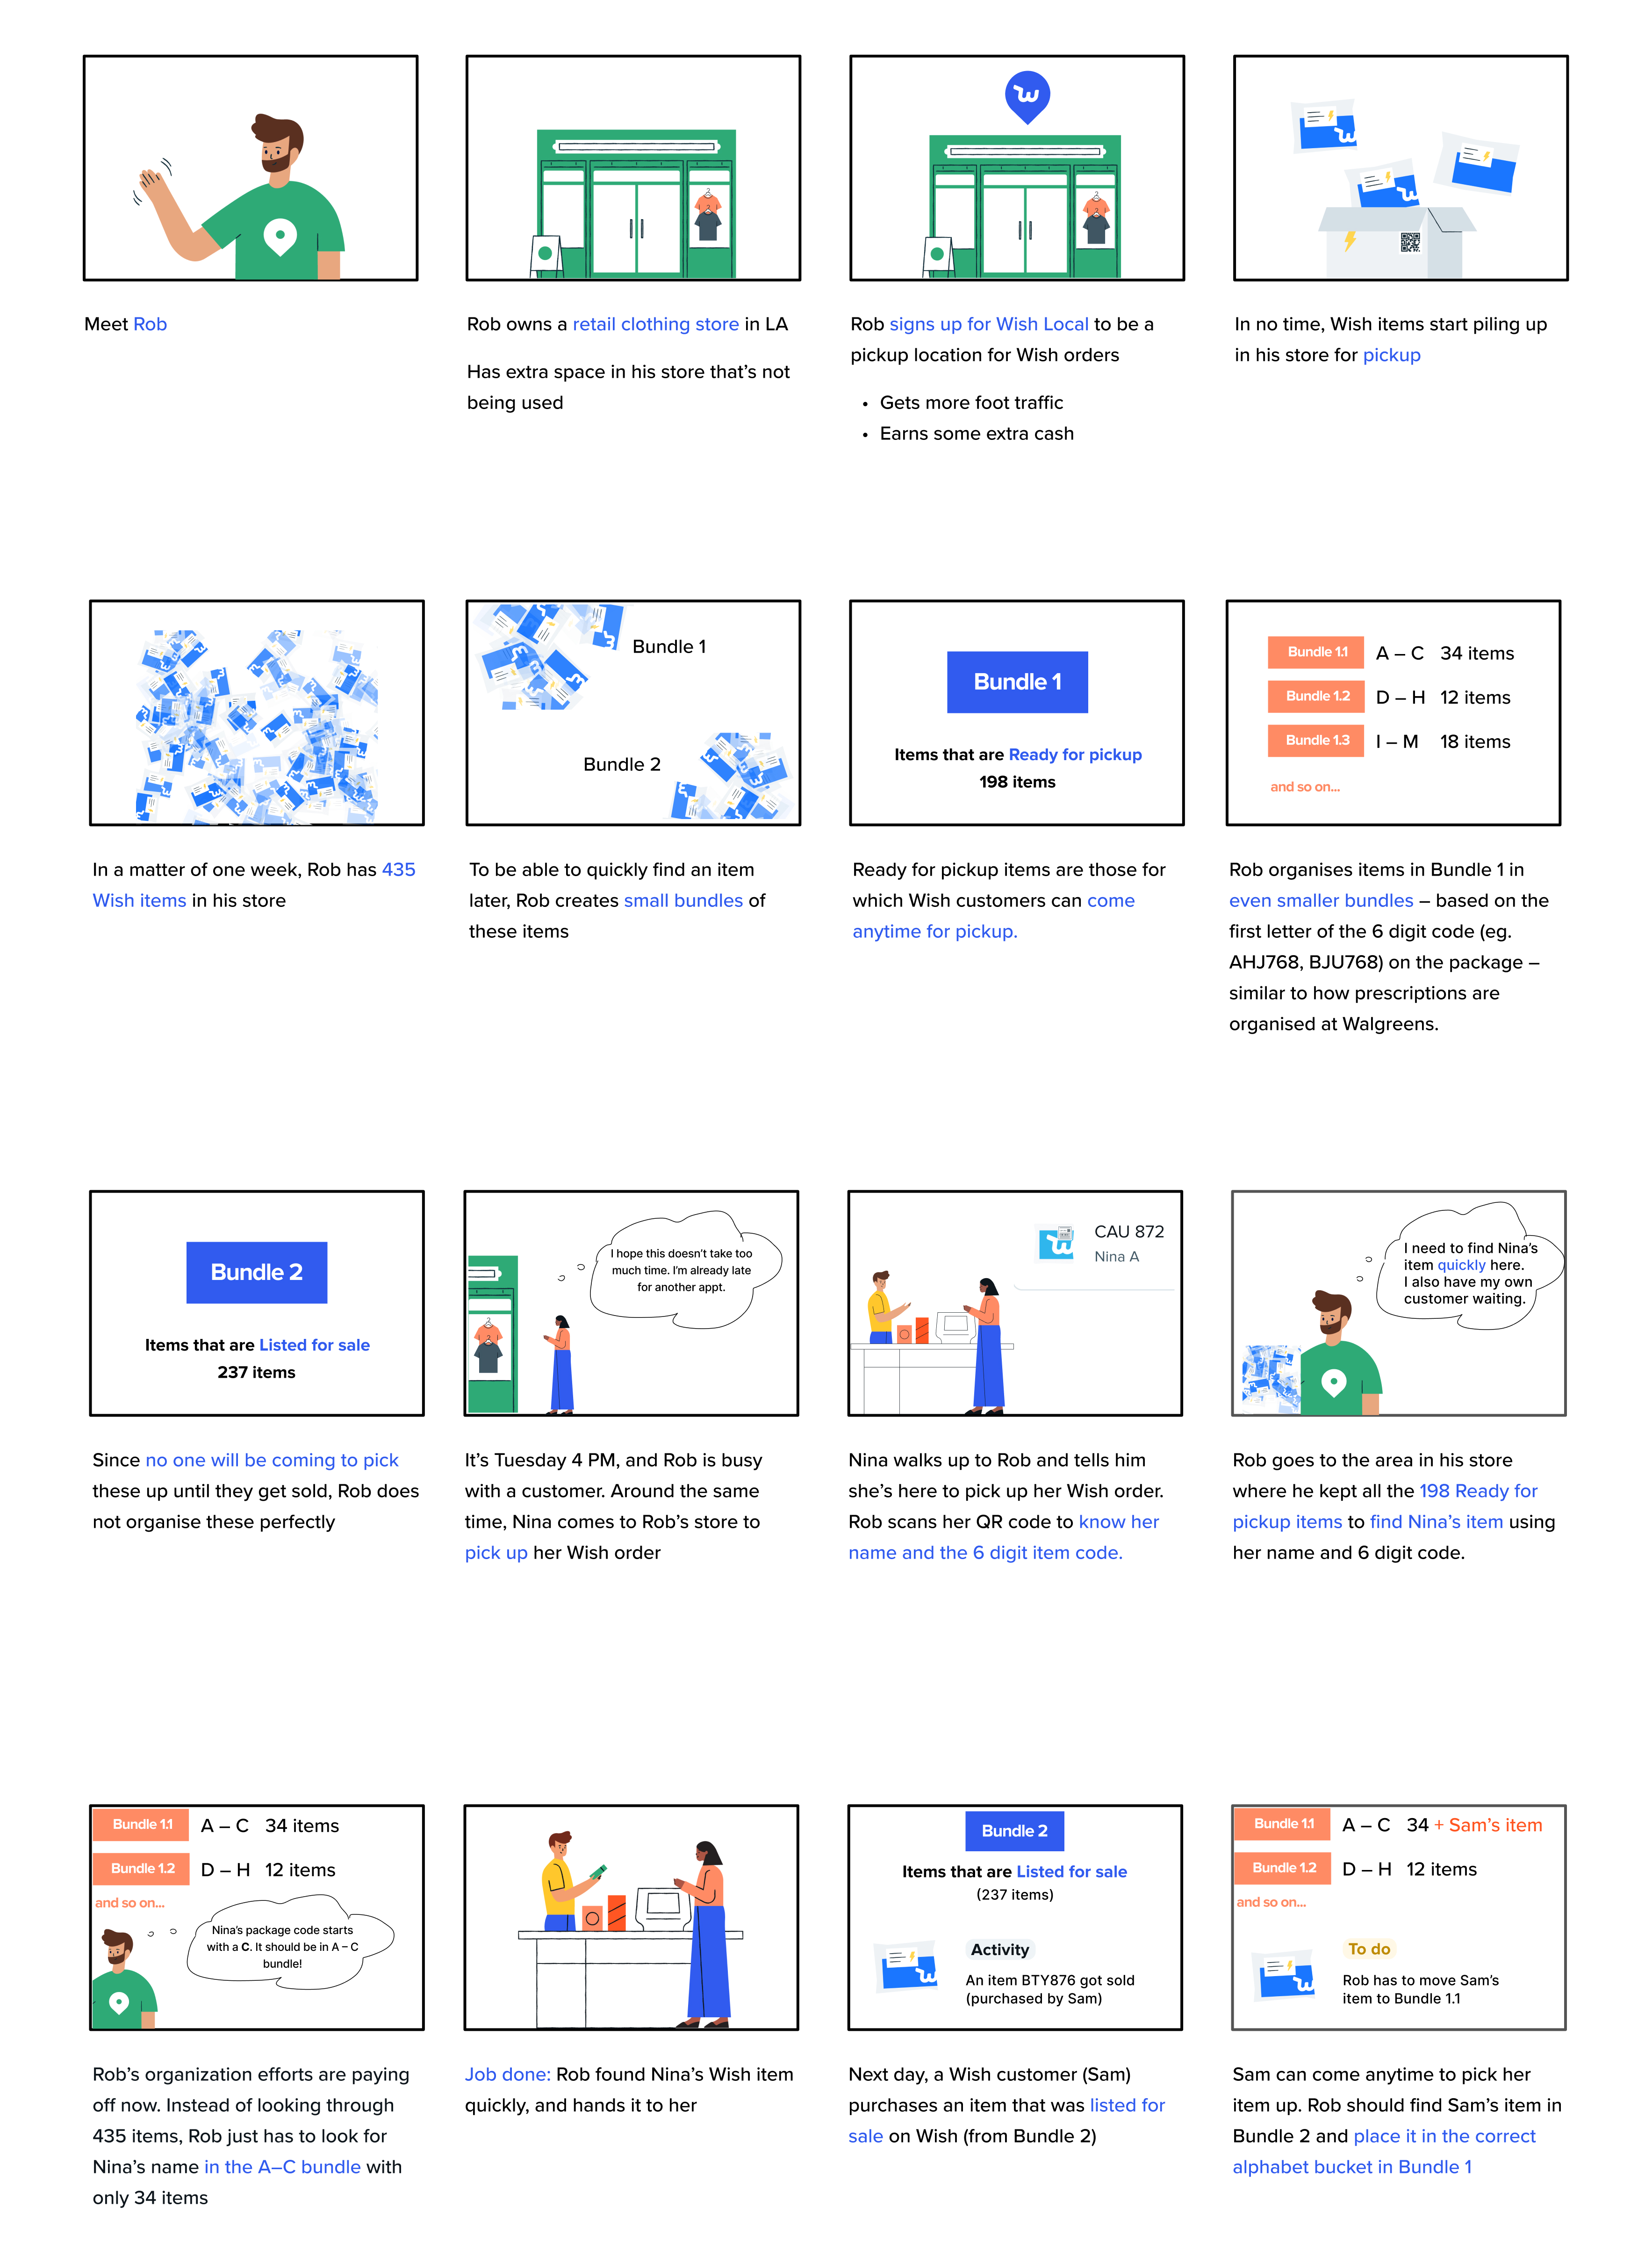 Meet Rob
Rob owns a retail clothing store in LA
Has extra space in his store that's not
being used
Rob signs up for Wish Local to be a
pickup location for Wish orders
• Gets more foot traffic
• Earns some extra cash
In no time, Wish items start piling up
in his store for pickup
In a matter of one week, Rob has 435
Wish items in his store
Bundle 1
Bundle 2
To be able to quickly find an item
later, Rob creates small bundles of
these items
Bundle 1
Items that are Ready for pickup
198 items
Ready for pickup items are those for
which Wish customers can come
anytime for pickup.
Bundle 1.1 A – C 34 items
Bundle 1.2 D – H 12 items
Bundle 1.3 I – M 18 items
and so on...
Rob organises items in Bundle 1 in
even smaller bundles – based on the
first letter of the 6 digit code (eg.
AHJ768, BJU768) on the package –
similar to how prescriptions are
organised at Walgreens.
Bundle 2
Items that are Listed for sale
237 items
Since no one will be coming to pick
these up until they get sold, Rob does
not organise these perfectly
I hope this doesn't take too
much time. I'm already late
for another appt.
It's Tuesday 4 PM, and Rob is busy
with a customer. Around the same
time, Nina comes to Rob's store to
pick up her Wish order
CAU 872
Nina A
Nina walks up to Rob and tells him
she's here to pick up her Wish order.
Rob scans her QR code to know her
name and the 6 digit item code.
I need to find Nina's
item quickly here.
I also have my own
customer waiting.
Rob goes to the area in his store
where he kept all the 198 Ready for
pickup items to find Nina's item using
her name and 6 digit code.
Bundle 1.1 A – C 34 items
Bundle 1.2 D – H 12 items
and so on...
Nina's package code starts
with a C. It should be in A – C
bundle!
Rob's organization efforts are paying
off now. Instead of looking through
435 items, Rob just has to look for
Nina's name in the A–C bundle with
only 34 items
Job done: Rob found Nina's Wish item
quickly, and hands it to her
Bundle 2
Items that are Listed for sale
(237 items)
Activity
An item BTY876 got sold
(purchased by Sam)
Next day, a Wish customer (Sam)
purchases an item that was listed for
sale on Wish (from Bundle 2)
Bundle 1.1 A – C 34 + Sam's item
Bundle 1.2 D – H 12 items
and so on...
To do
Rob has to move Sam's
item to Bundle 1.1
Sam can come anytime to pick her
item up. Rob should find Sam's item in
Bundle 2 and place it in the correct
alphabet bucket in Bundle 1